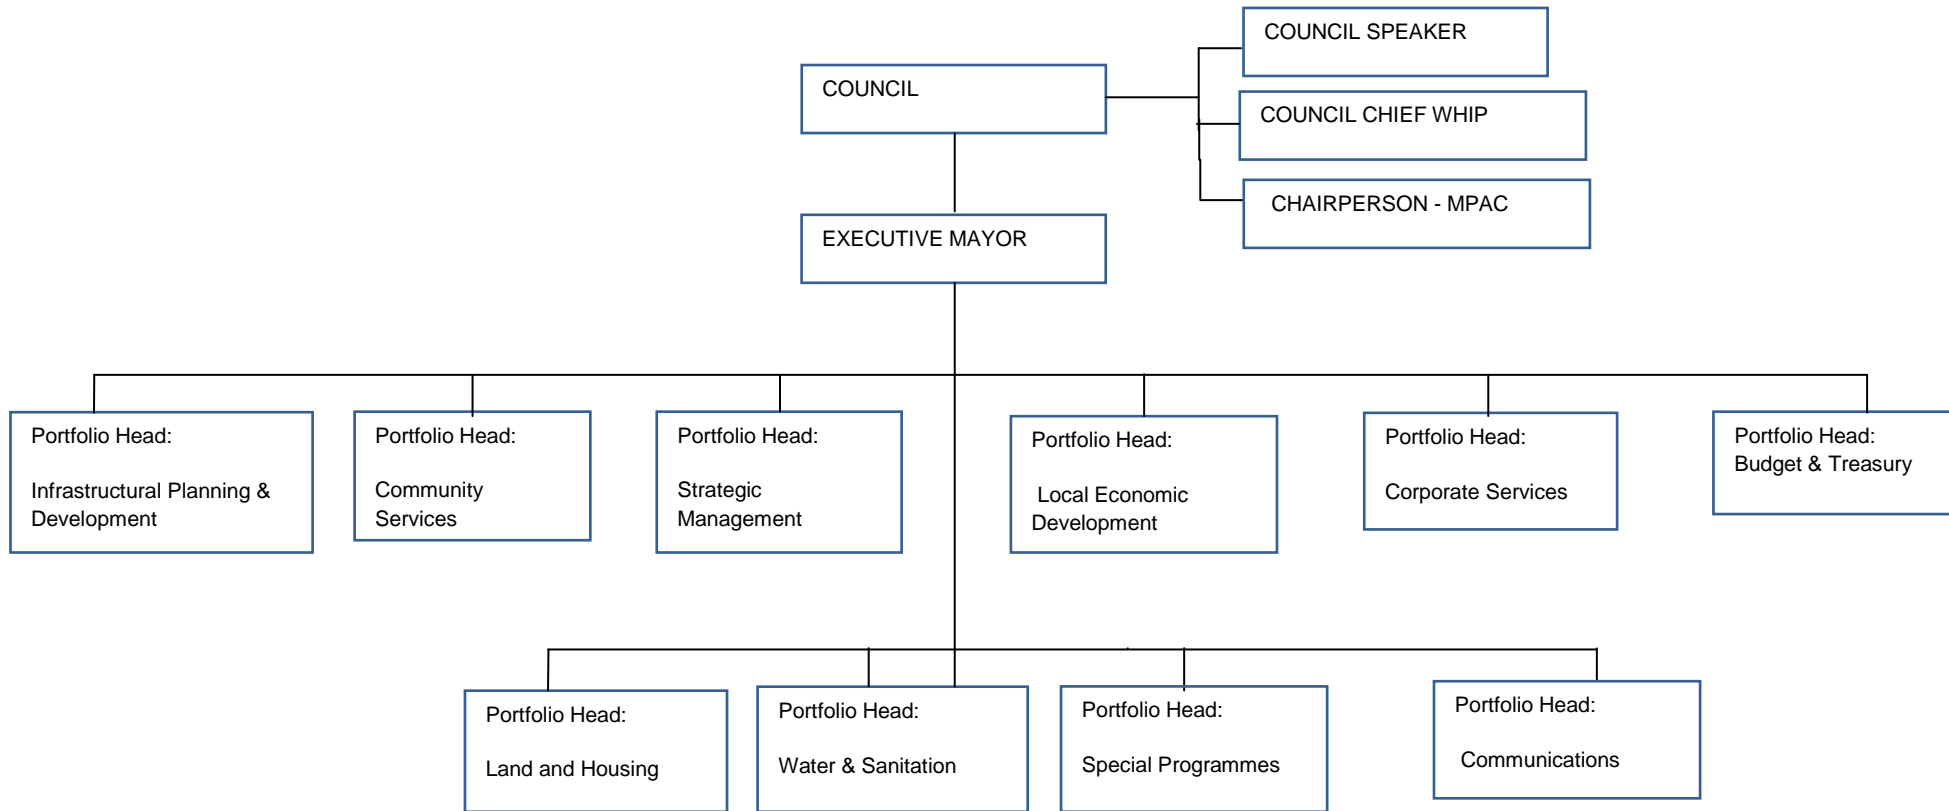 COUNCIL SPEAKER
COUNCIL
COUNCIL CHIEF WHIP
CHAIRPERSON - MPAC
EXECUTIVE MAYOR
Portfolio Head:
Infrastructural Planning &
Development
Portfolio Head:
Community
Services
Portfolio Head:
Strategic
Management
Portfolio Head:
Local Economic
Development
Portfolio Head:
Corporate Services
Portfolio Head:
Budget & Treasury
Portfolio Head:
Land and Housing
Portfolio Head:
Water & Sanitation
Portfolio Head:
Special Programmes
Portfolio Head:
Communications